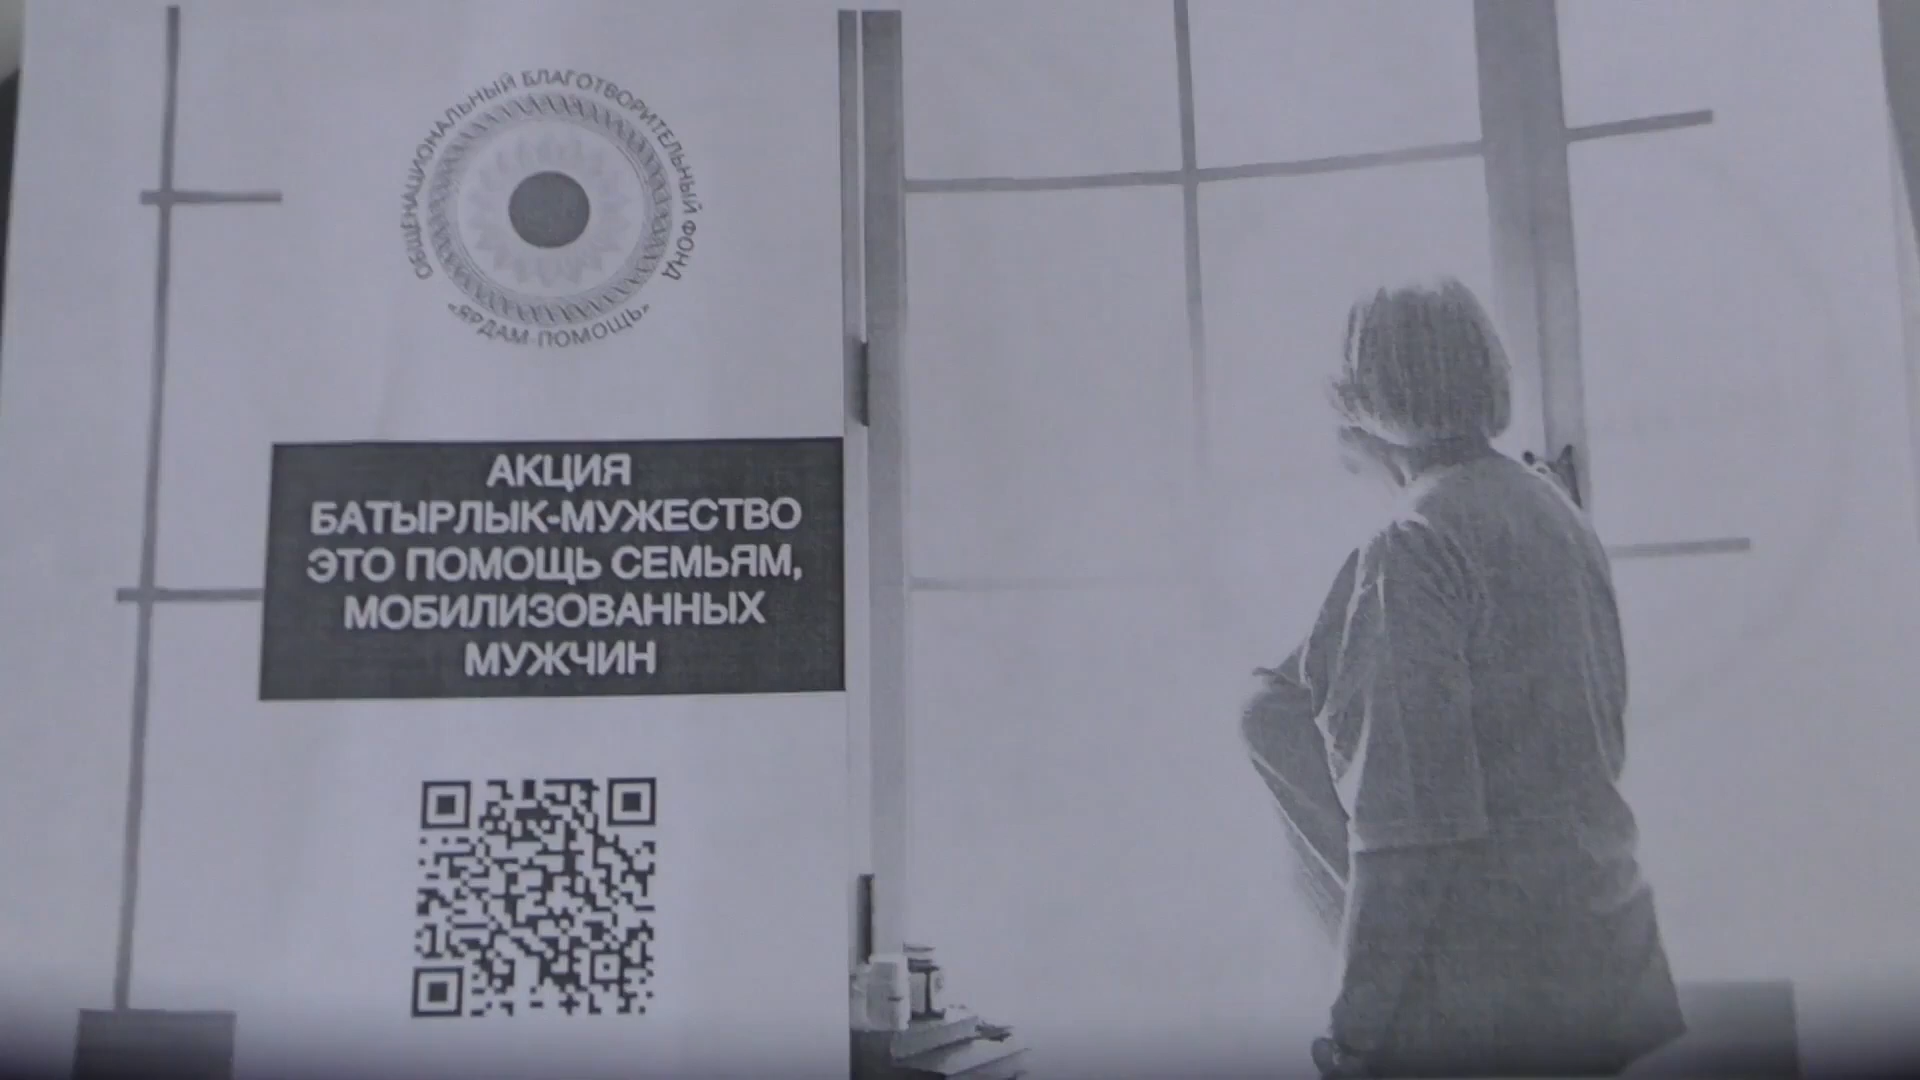 ОБЩЕНАЦИОНАЛЬНЫЙ БЛАГОТВОРИТЕЛЬНЫЙ ФОНД
«ЯРДАМ-ПОМОЩЬ»
АКЦИЯ
БАТЫРЛЫК-МУЖЕСТВО
ЭТО ПОМОЩЬ СЕМЬЯМ,
МОБИЛИЗОВАННЫХ
МУЖЧИН